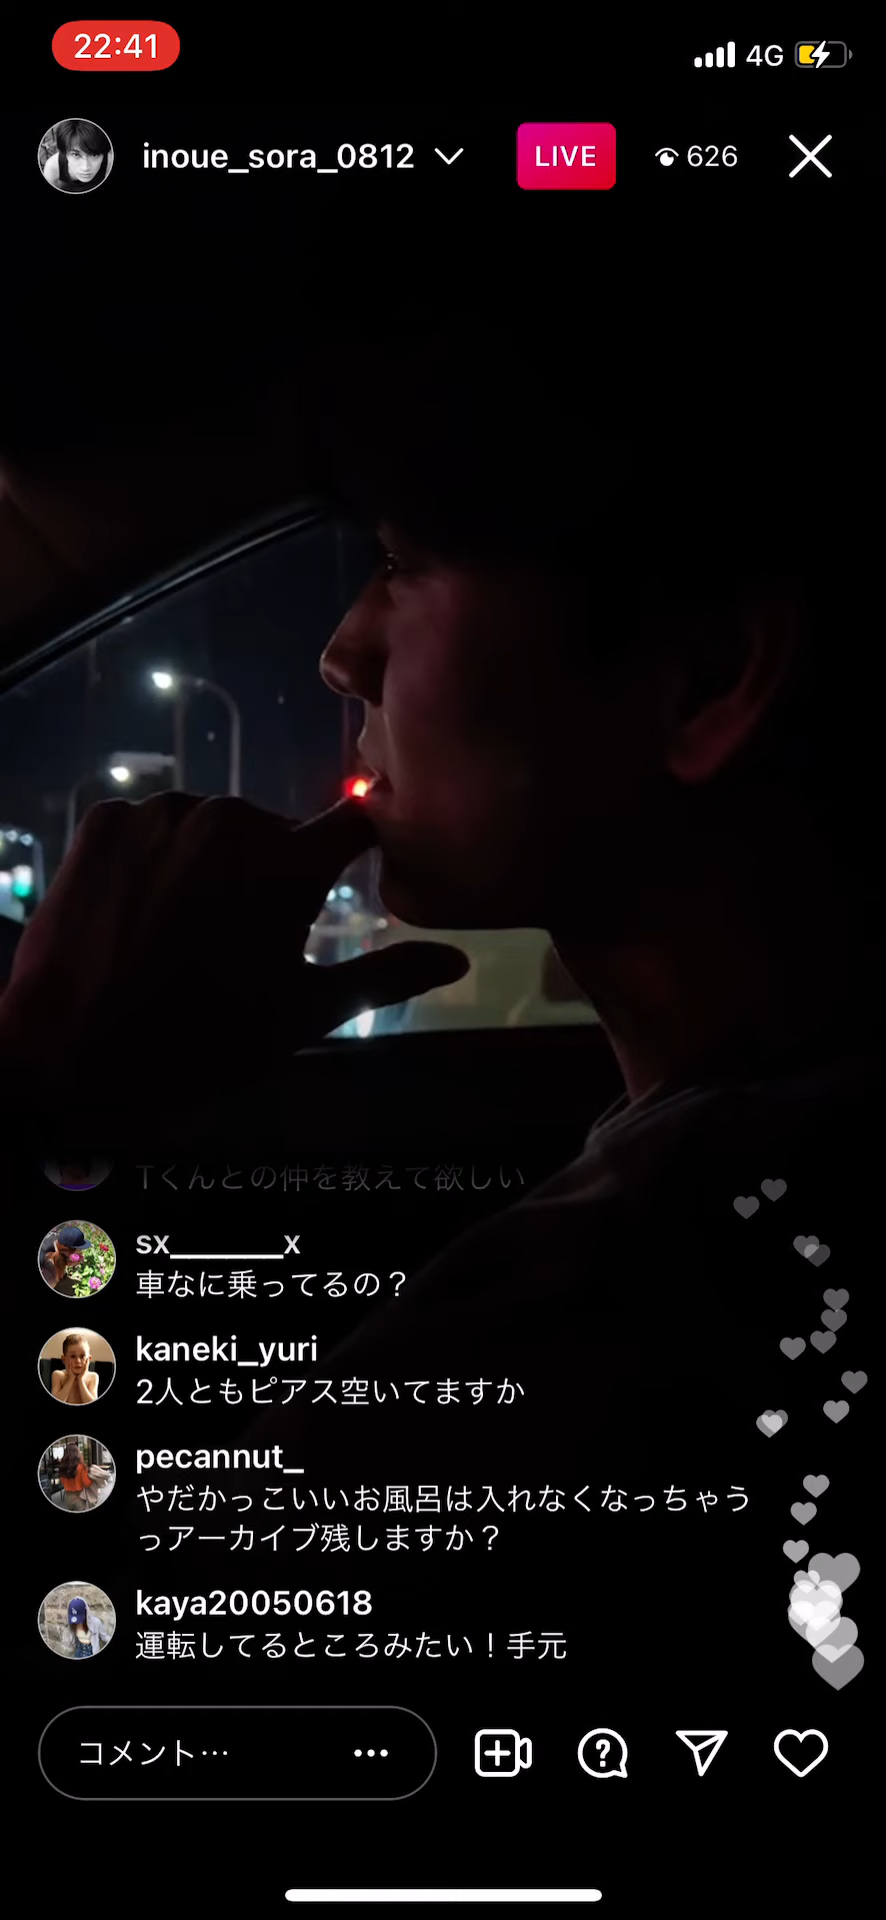 22:41
4G
inoue_sora_0812
LIVE
626
Tくんとの仲を教えて欲しい
sx______x
車なに乗ってるの？
kaneki_yuri
2人ともピアス空いてますか
pecannut_
やだかっこいいお風呂は入れなくなっちゃう
っアーカイブ残しますか？
kaya20050618
運転してるところみたい！手元
コメント…